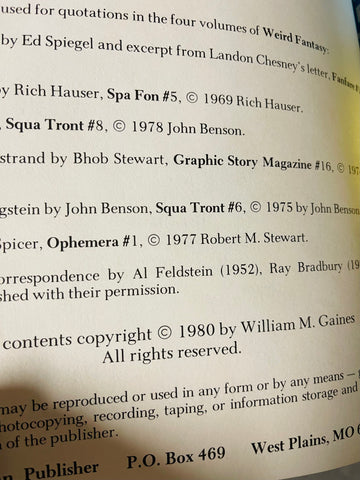 used for quotations in the four volumes of Weird Fantasy:
by Ed Spiegel and excerpt from Landon Chesney's letter, Fanfare
by Rich Hauser, Spa Fon #5, © 1969 Rich Hauser.
, Squa Tront #8, © 1978 John Benson.
strand by Bhob Stewart, Graphic Story Magazine #16, © 197
gstein by John Benson, Squa Tront #6, © 1975 by John Benson
Spicer, Ophemera #1, © 1977 Robert M. Stewart.
orrespondence by Al Feldstein (1952), Ray Bradbury (19
shed with their permission.
contents copyright © 1980 by William M. Gaines
All rights reserved.
may be reproduced or used in any form or by any means —
hotocopying, recording, taping, or information storage and
n of the publisher.
n, Publisher P.O. Box 469 West Plains, MO 6